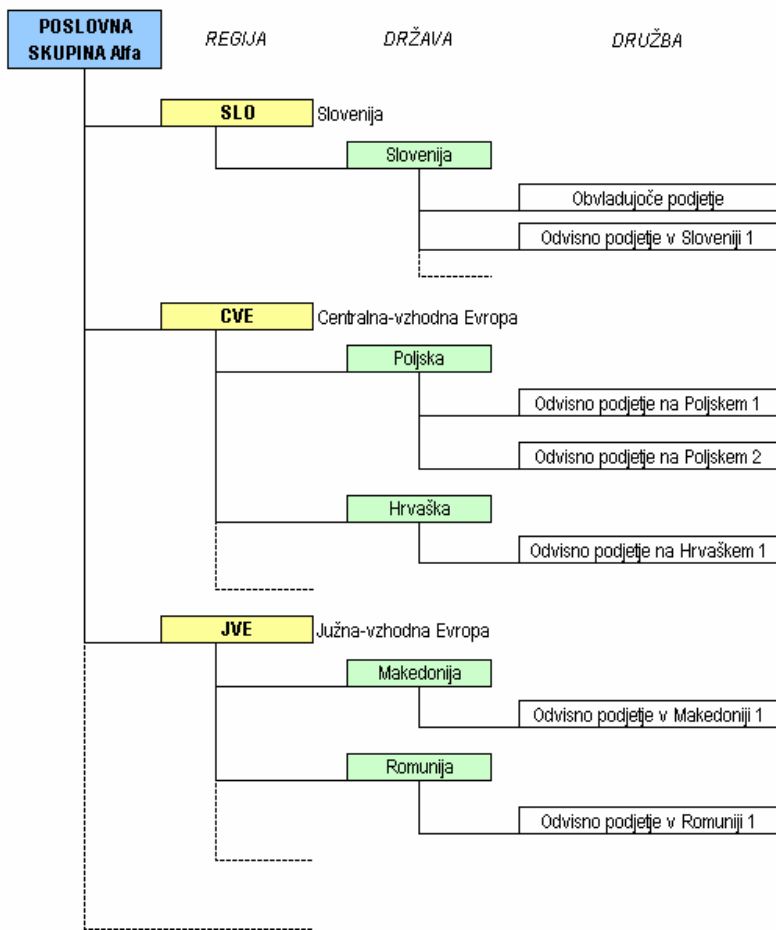 POSLOVNA
SKUPINA Alfa
REGIJA
DRŽAVA
DRUŽBA
SLO
Slovenija
Slovenija
Obvladujoče podjetje
Odvisno podjetje v Sloveniji 1
CVE
Centralna-vzhodna Evropa
Poljska
Odvisno podjetje na Poljskem 1
Odvisno podjetje na Poljskem 2
Hrvaška
Odvisno podjetje na Hrvaškem 1
JVE
Južna-vzhodna Evropa
Makedonija
Odvisno podjetje v Makedoniji 1
Romunija
Odvisno podjetje v Romuniji 1